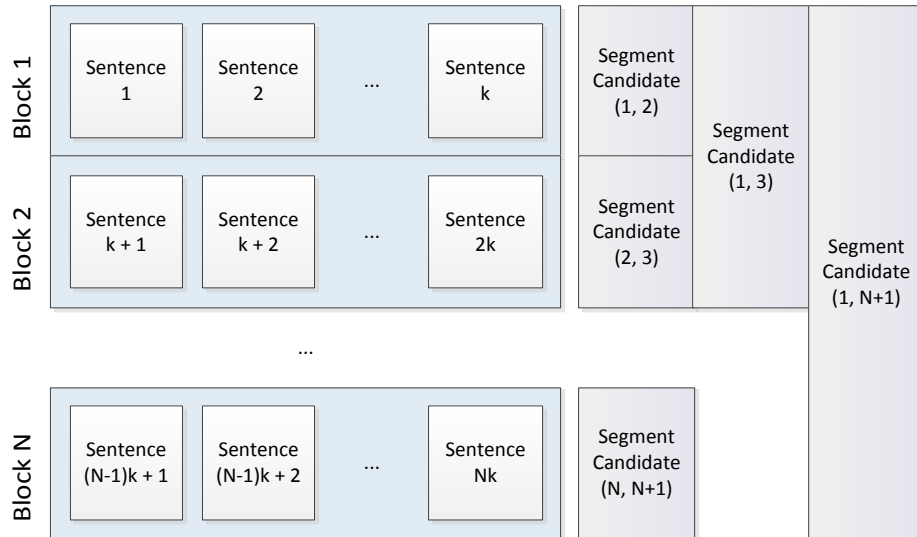 Block 1
Sentence
1
Sentence
2
...
Sentence
k
Segment
Candidate
(1, 2)
Segment
Candidate
(1, 3)
Block 2
Sentence
k + 1
Sentence
k + 2
...
Sentence
2k
Segment
Candidate
(2, 3)
Segment
Candidate
(1, N+1)
...
Block N
Sentence
(N-1)k + 1
Sentence
(N-1)k + 2
...
Sentence
Nk
Segment
Candidate
(N, N+1)